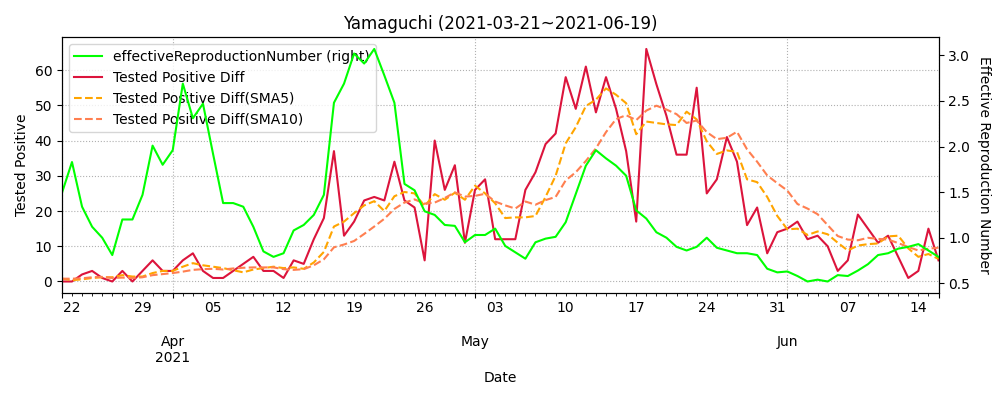 Yamaguchi (2021-03-21~2021-06-19)
effectiveReproductionNumber (right)
Tested Positive Diff
Tested Positive Diff(SMA5)
Tested Positive Diff(SMA10)
Tested Positive
60
50
40
30
20
10
0
3.0
2.5
2.0
1.5
1.0
0.5
Effective Reproduction Number
22 29 05 12 19 26 03 10 17 24 31 07 14
Apr May Jun
2021
Date